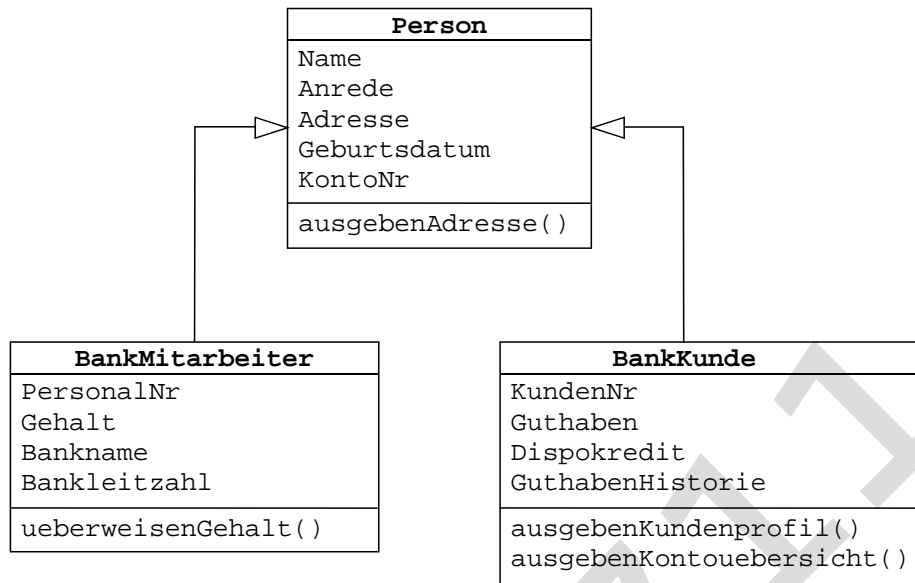 Person
Name
Anrede
Adresse
Geburtsdatum
KontoNr
ausgebenAdresse()
BankMitarbeiter
PersonalNr
Gehalt
Bankname
Bankleitzahl
ueberweisenGehalt()
BankKunde
KundenNr
Guthaben
Dispokredit
GuthabenHistorie
ausgebenKundenprofil()
ausgebenKontouebersicht()